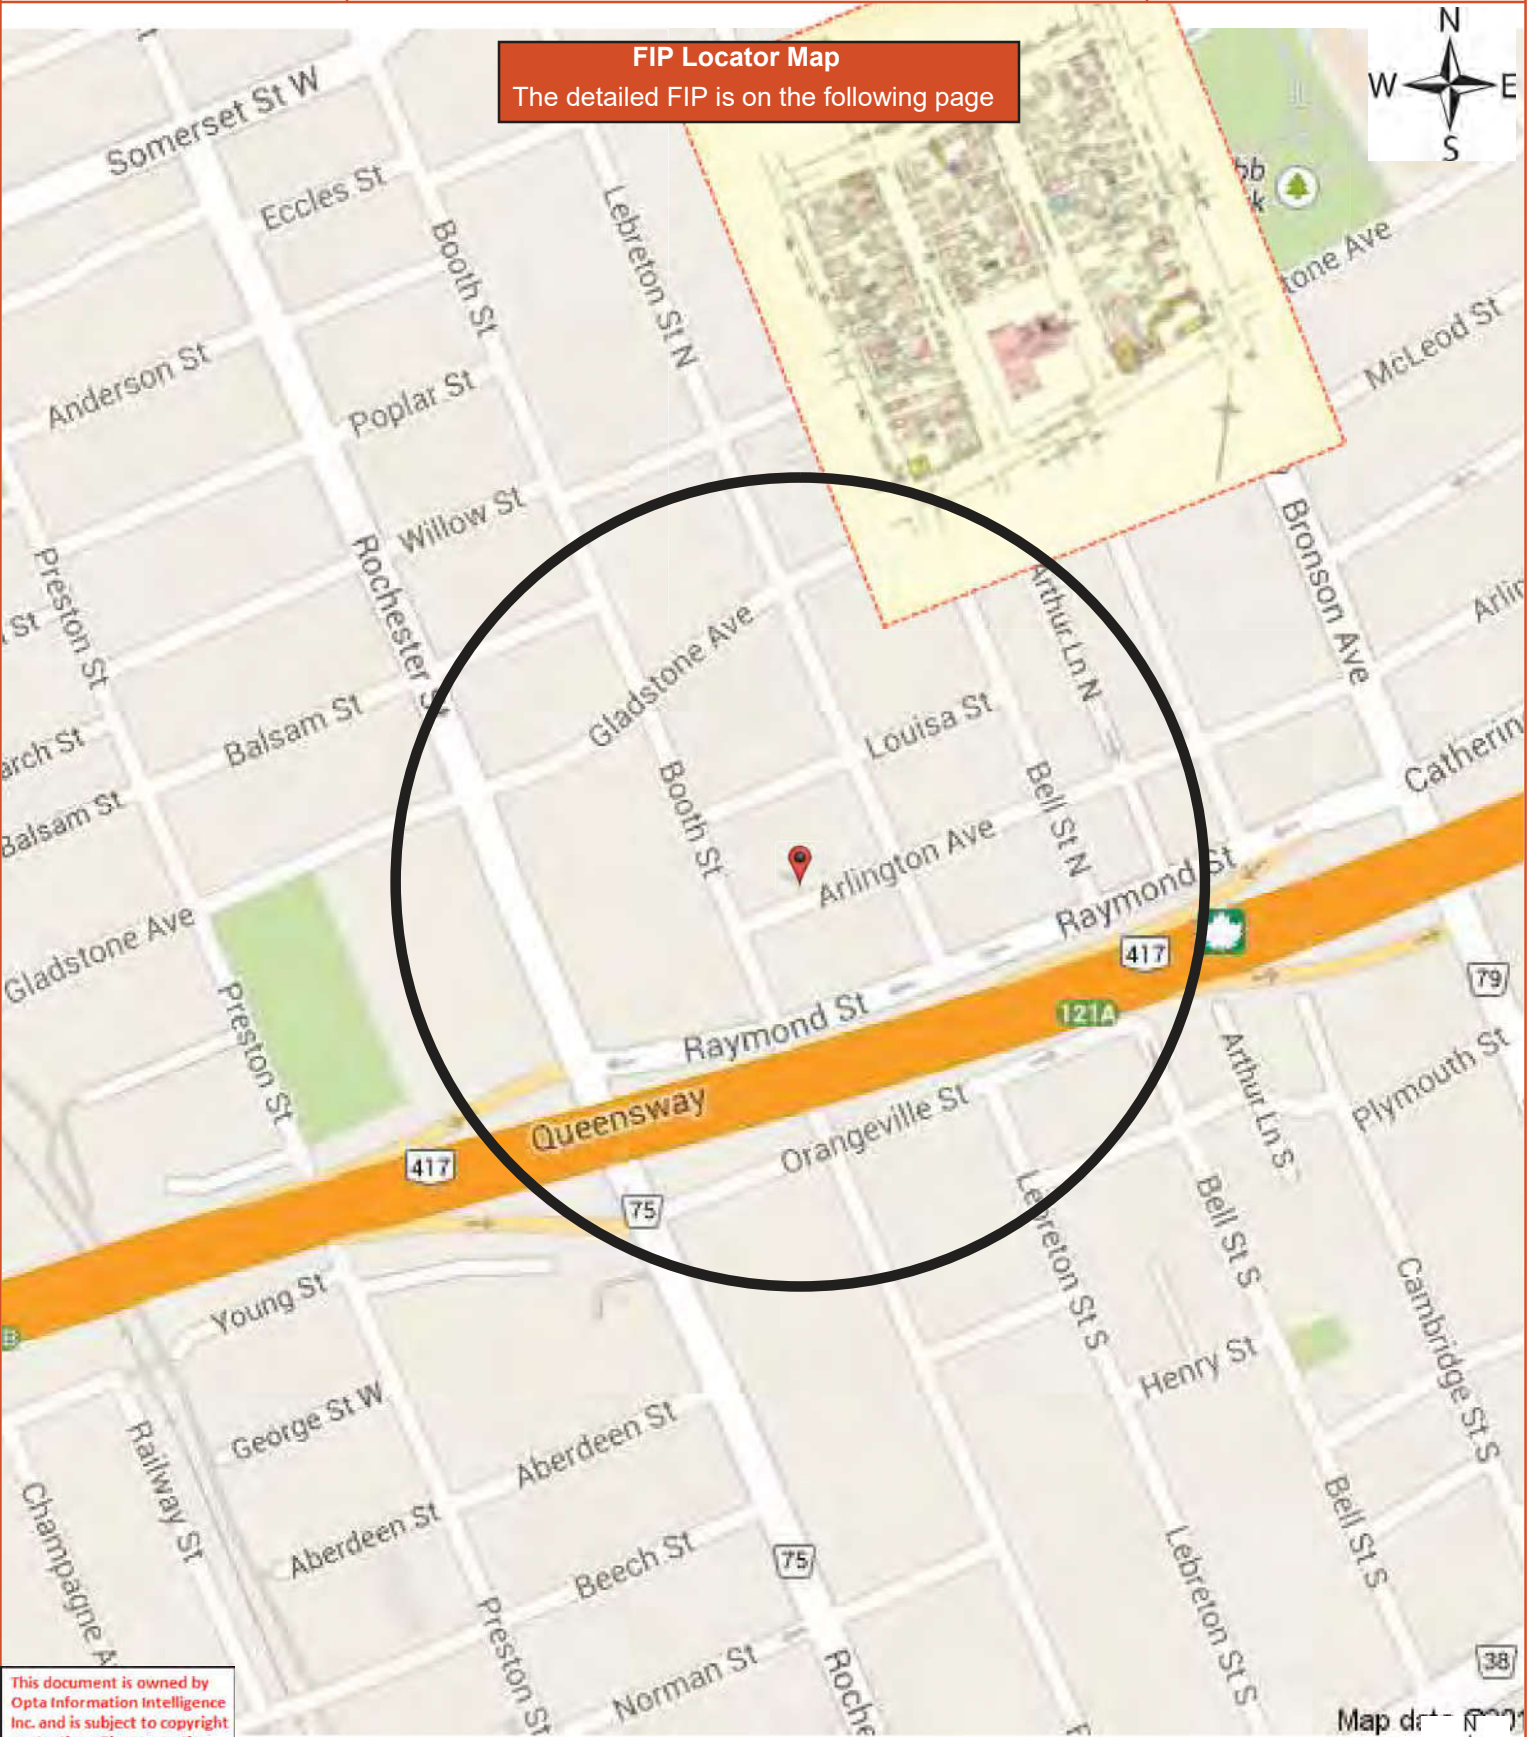 FIP Locator Map
The detailed FIP is on the following page
N
W
E
S
Somerset St W
Eccles St
Booth St
Lebreton St N
Anderson St
Poplar St
McLeod St
Willow St
Rochester St
Preston St
St
Bronson Ave
Arthur Ln N
Gladstone Ave
Louisa St
Balsam St
Balsam St
Booth St
Bell St N
Arlington Ave
Raymond St
Gladstone Ave
417
79
Preston St
Raymond St
121A
Arthur Ln S
Plymouth St
Queensway
Orangeville St
417
75
Lebreton St S
Bell St S
Young St
Cambridge St S
Henry St
George St W
Aberdeen St
Railway St
Champagne
Aberdeen St
Bell St S
Beech St
75
Lebreton St S
Preston St
Norman St
38
This document is owned by
Opta Information Intelligence
Inc. and is subject to copyright
Map
N